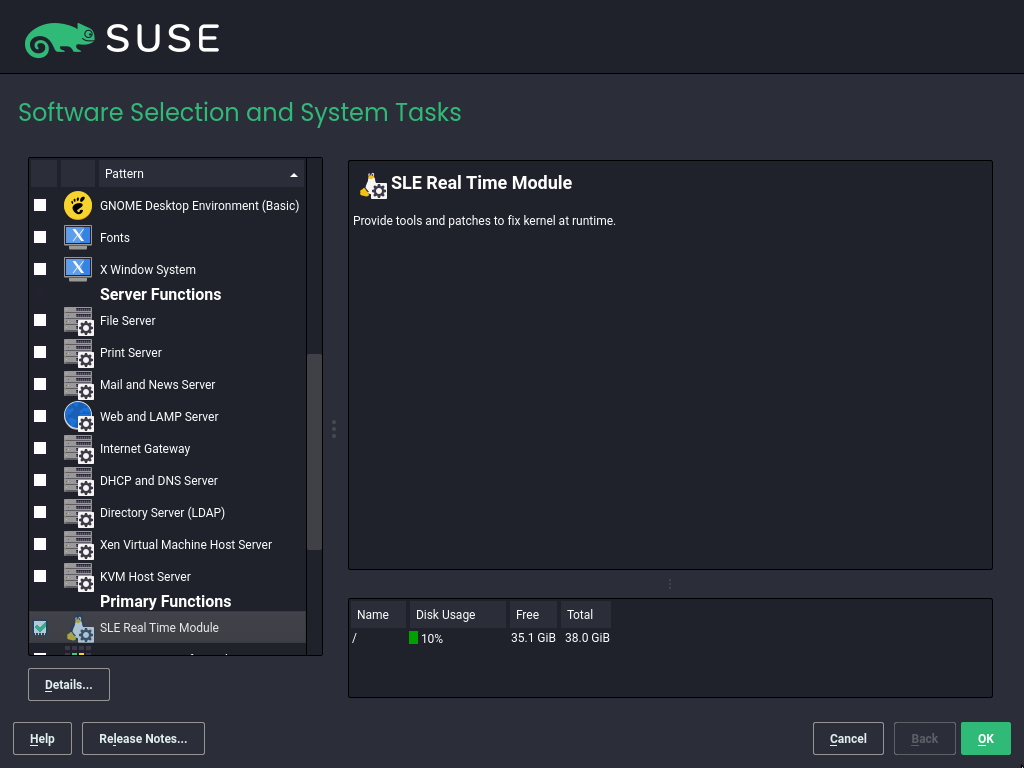 SUSE
Software Selection and System Tasks
Pattern
GNOME Desktop Environment (Basic)
Fonts
X Window System
Server Functions
File Server
Print Server
Mail and News Server
Web and LAMP Server
Internet Gateway
DHCP and DNS Server
Directory Server (LDAP)
Xen Virtual Machine Host Server
KVM Host Server
Primary Functions
SLE Real Time Module
Details...
SLE Real Time Module
Provide tools and patches to fix kernel at runtime.
Name Disk Usage Free Total
/ 10% 35.1 GiB 38.0 GiB
Help Release Notes... Cancel Back OK